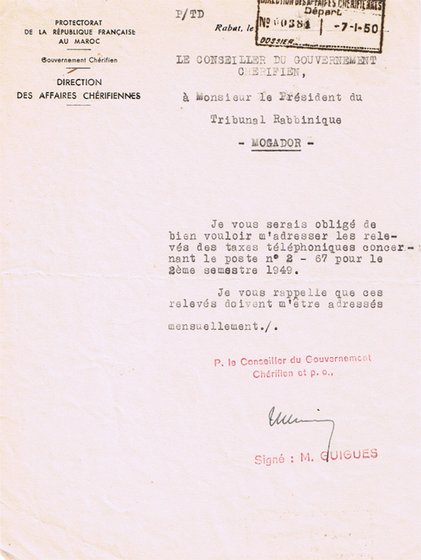 PROTECTORAT
DE LA RÉPUBLIQUE FRANÇAISE
AU MAROC
Gouvernement Chérifien
DIRECTION
DES AFFAIRES CHÉRIFIENNES
P/TD
Rabat, le
DIRECTION DES AFFAIRES CHÉRIFIENNES
Départ
Nº 00384 -7-1-50
DOSSIER
LE CONSEILLER DU GOUVERNEMENT
CHERIFIEN,
à Monsieur le Président du
Tribunal Rabbinique
- MOGADOR -
Je vous serais obligé de
bien vouloir m'adresser les rele-
vés des taxes téléphoniques concer-
nant le poste n° 2 - 67 pour le
2ème semestre 1949.
Je vous rappelle que ces
relevés doivent m'être adressés
mensuellement./.
P. le Conseiller du Gouvernement
Chérifien et p.o.,
Signé : M. GUIGUES